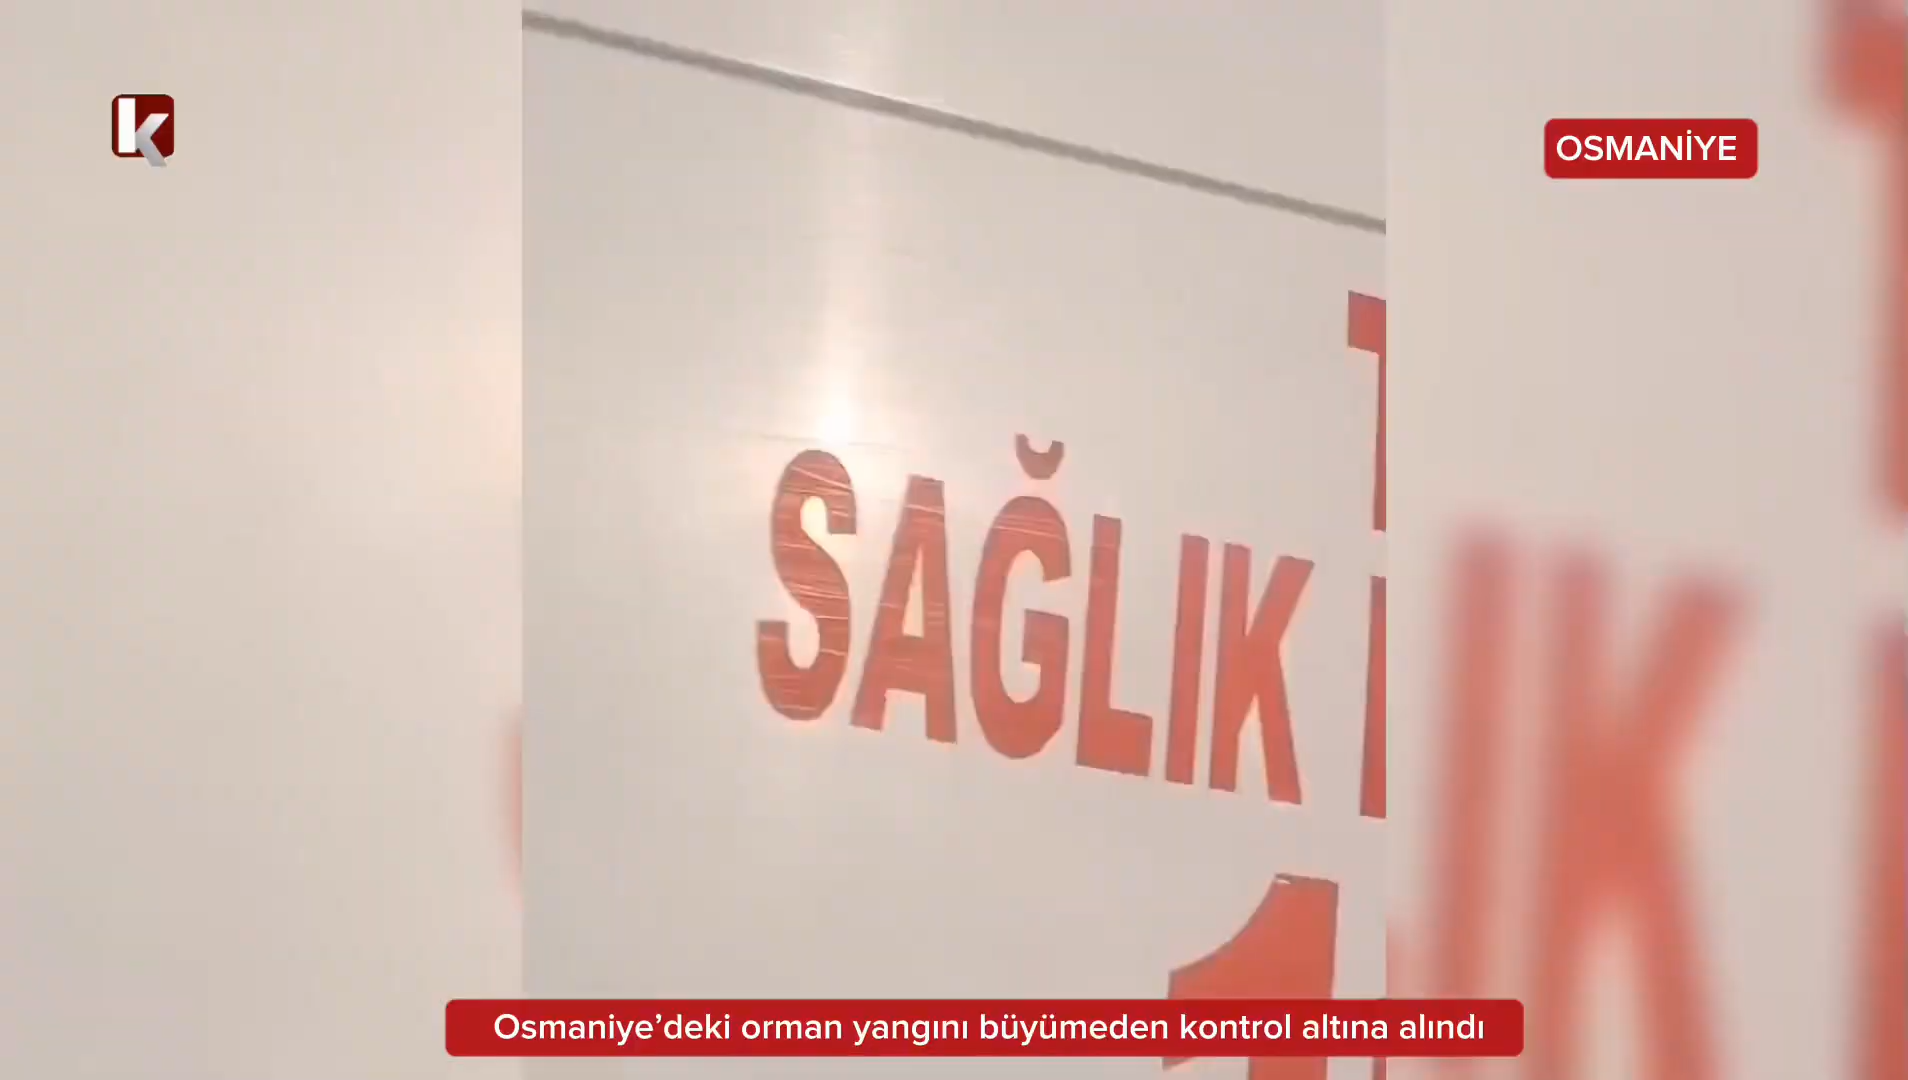 k
OSMANİYE
SAĞLIK
Osmaniye’deki orman yangını büyümeden kontrol altına alındı